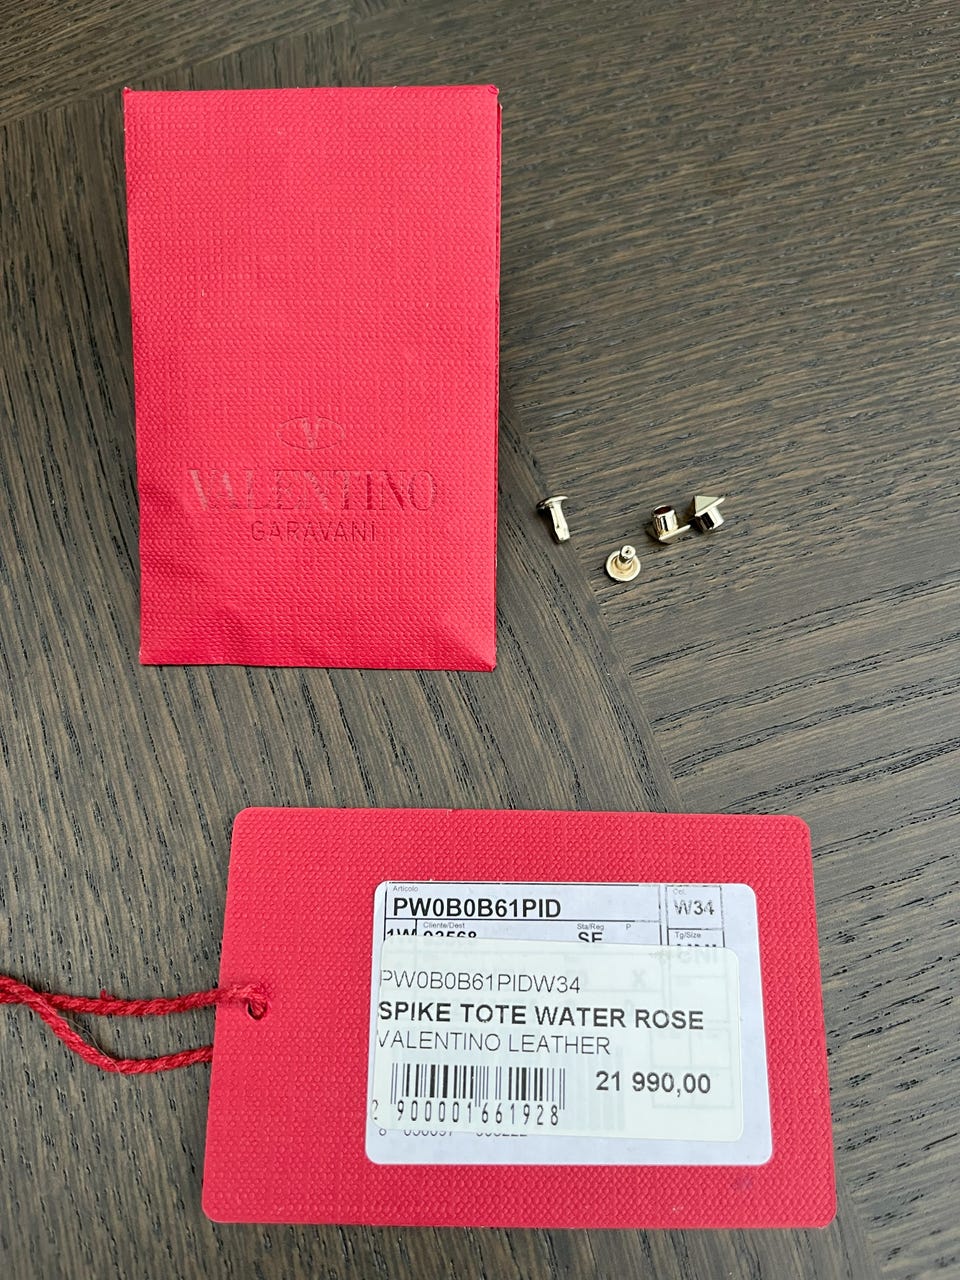 V
VALENTINO
GARAVANI
Articolo
PW0B0B61PID
Col.
W34
Cliente/Dest
Sta/Reg
P
Tg/Size
SF
UNI
X
PW0B0B61PIDW34
SPIKE TOTE WATER ROSE
VALENTINO LEATHER
21 990,00
2 900001 661928